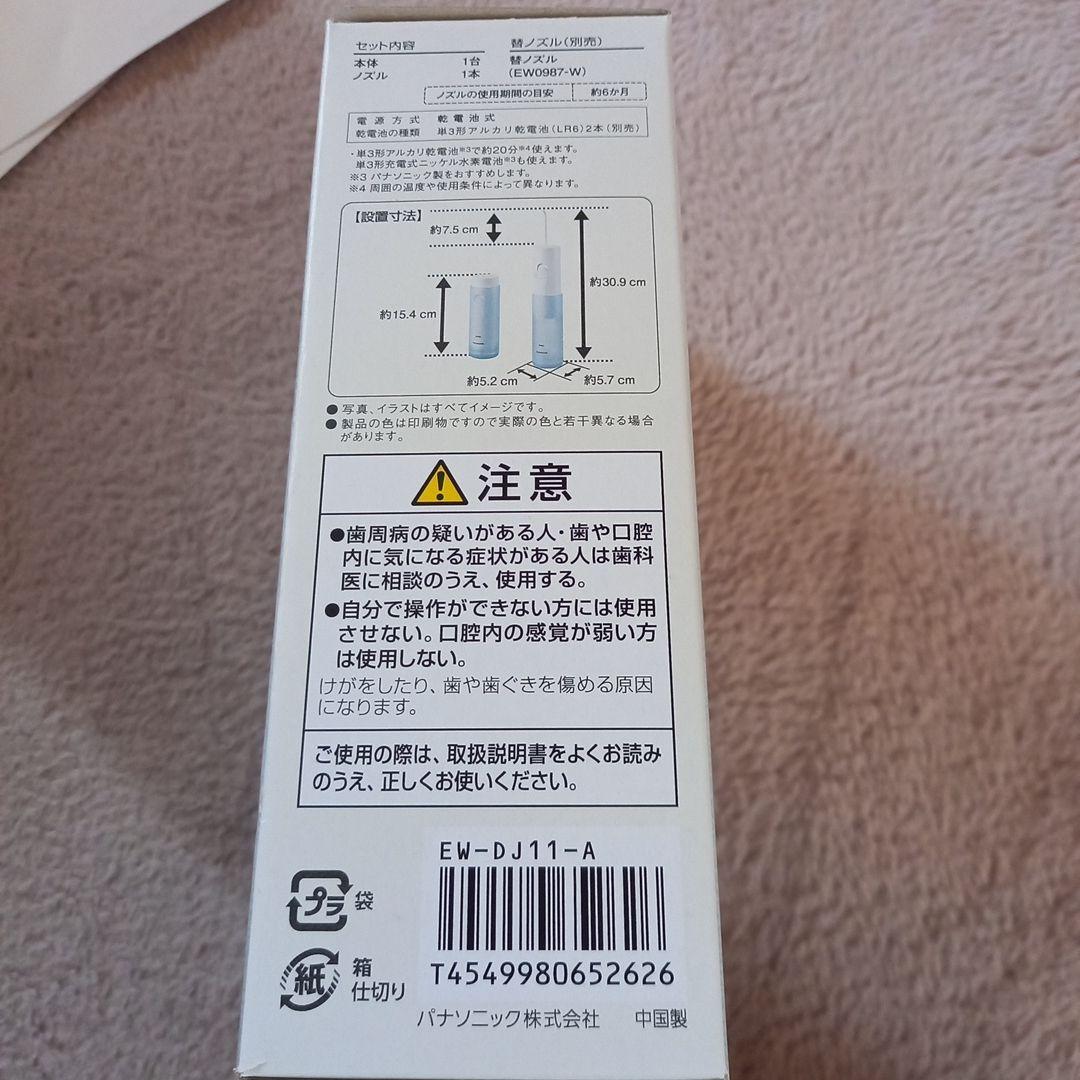 セット内容
本体 1台
ノズル 1本
替ノズル(別売)
替ノズル
(EW0987-W)
ノズルの使用期間の目安 約6か月
電源方式 乾電池式
乾電池の種類 単3形アルカリ乾電池(LR6)2本(別売)
・単3形アルカリ乾電池※3で約20分※4使えます。
単3形充電式ニッケル水素電池※3も使えます。
※3 パナソニック製をおすすめします。
※4 周囲の温度や使用条件によって異なります。
【設置寸法】
約7.5 cm
約30.9 cm
約15.4 cm
約5.2 cm
約5.7 cm
●写真、イラストはすべてイメージです。
●製品の色は印刷物ですので実際の色と若干異なる場合
があります。
注意
●歯周病の疑いがある人・歯や口腔
内に気になる症状がある人は歯科
医に相談のうえ、使用する。
●自分で操作ができない方には使用
させない。口腔内の感覚が弱い方
は使用しない。
けがをしたり、歯や歯ぐきを傷める原因
になります。
ご使用の際は、取扱説明書をよくお読み
のうえ、正しくお使いください。
EW-DJ11-A
T4549980652626
プラ 袋
紙 箱
仕切り
パナソニック株式会社 中国製